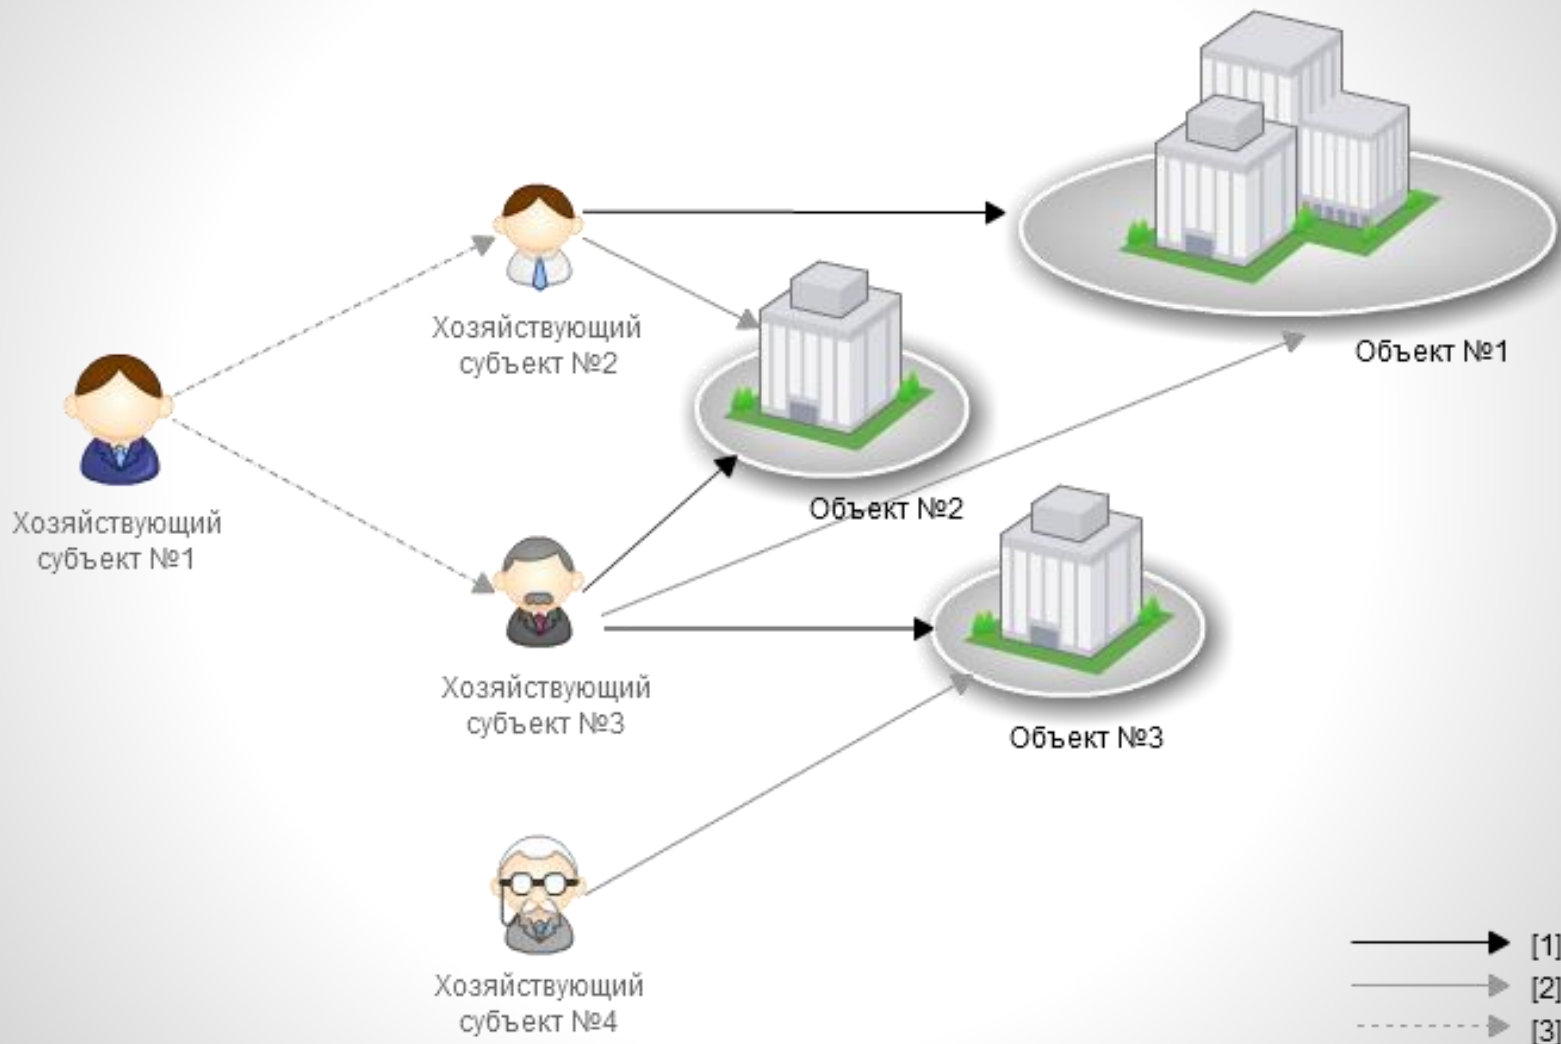 Хозяйствующий
субъект №2
Объект №1
Хозяйствующий
субъект №1
Объект №2
Хозяйствующий
субъект №3
Объект №3
Хозяйствующий
субъект №4
[1]
[2]
[3]